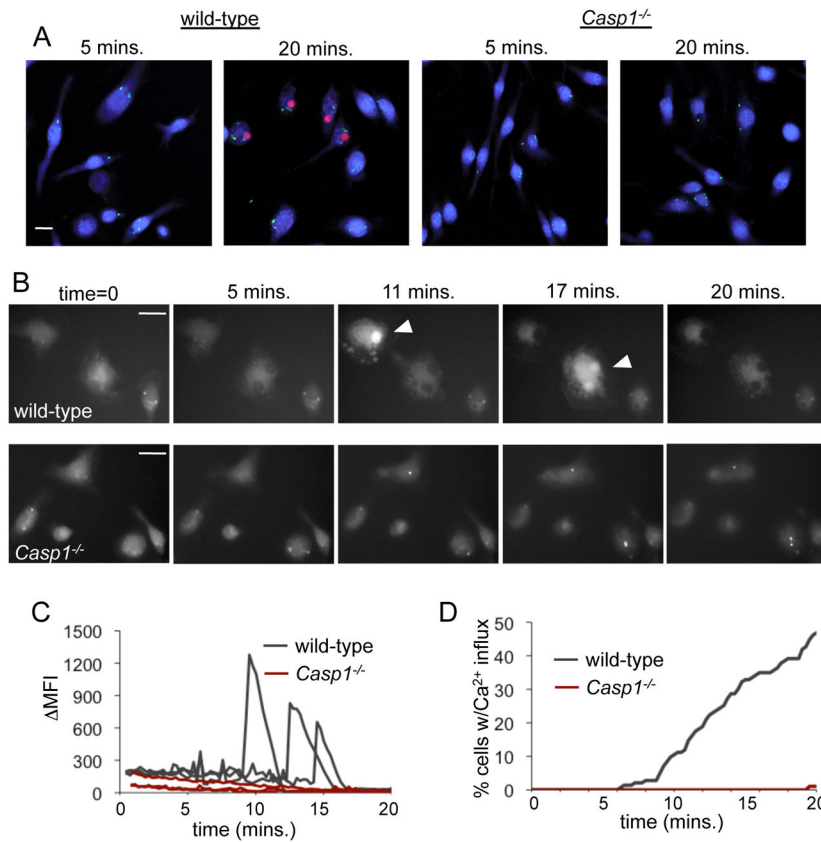 A
wild-type
Casp1-/-
5 mins.
20 mins.
5 mins.
20 mins.
B
time=0
5 mins.
11 mins.
17 mins.
20 mins.
wild-type
Casp1-/-
C
1500
1200
900
600
300
0
ΔMFI
wild-type
Casp1-/-
0 5 10 15 20
time (mins.)
D
50
40
30
20
10
0
% cells w/Ca²⁺ influx
wild-type
Casp1-/-
0 5 10 15 20
time (mins.)